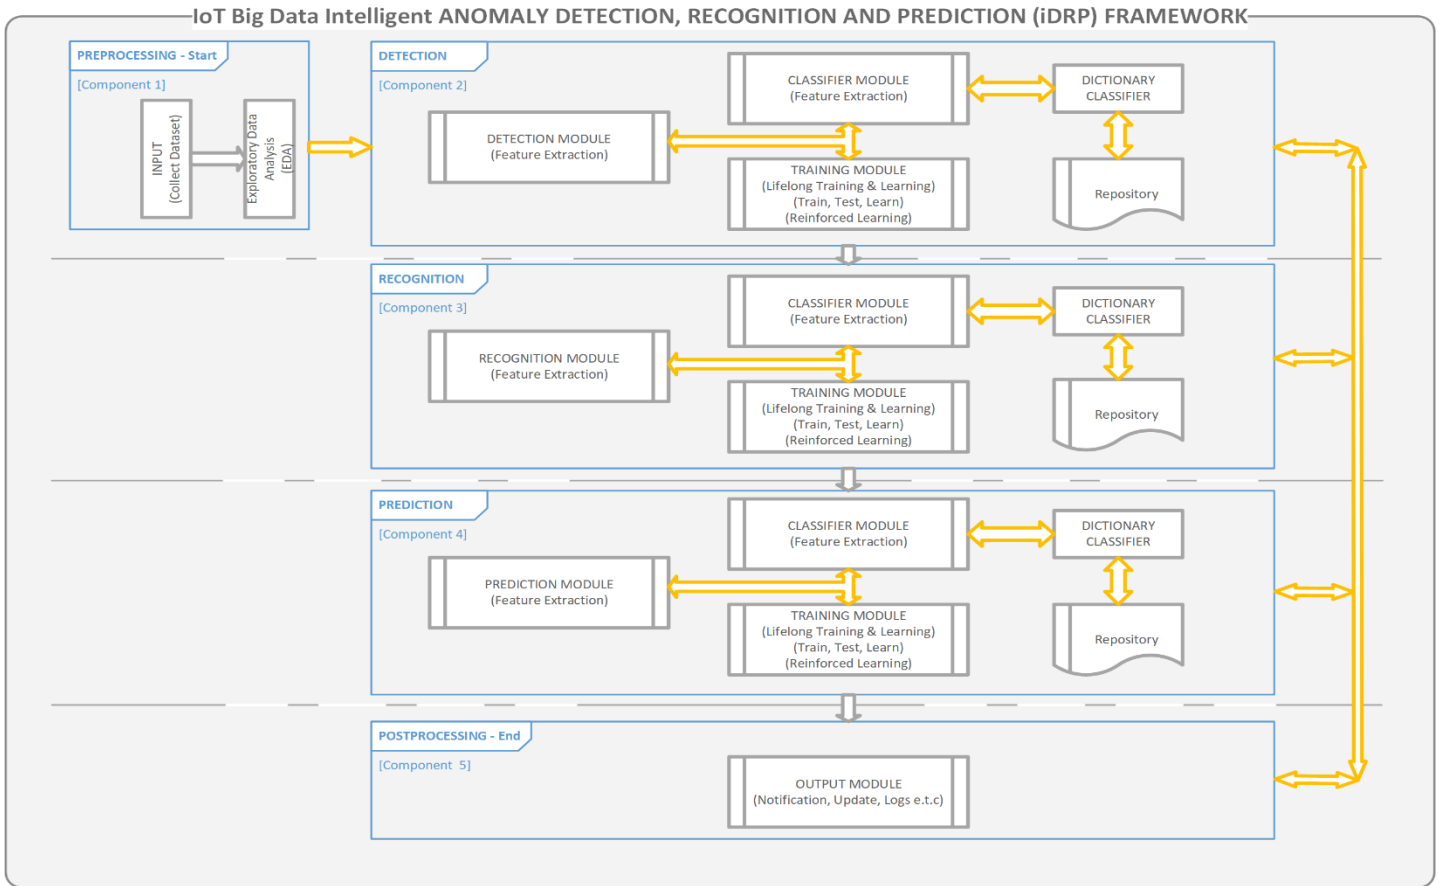 IoT Big Data Intelligent ANOMALY DETECTION, RECOGNITION AND PREDICTION (iDRP) FRAMEWORK
PREPROCESSING - Start
[Component 1]
INPUT
(Collect Dataset)
Exploratory Data
Analysis
(EDA)
DETECTION
[Component 2]
DETECTION MODULE
(Feature Extraction)
CLASSIFIER MODULE
(Feature Extraction)
TRAINING MODULE
(Lifelong Training & Learning)
(Train, Test, Learn)
(Reinforced Learning)
DICTIONARY
CLASSIFIER
Repository
RECOGNITION
[Component 3]
RECOGNITION MODULE
(Feature Extraction)
CLASSIFIER MODULE
(Feature Extraction)
TRAINING MODULE
(Lifelong Training & Learning)
(Train, Test, Learn)
(Reinforced Learning)
DICTIONARY
CLASSIFIER
Repository
PREDICTION
[Component 4]
PREDICTION MODULE
(Feature Extraction)
CLASSIFIER MODULE
(Feature Extraction)
TRAINING MODULE
(Lifelong Training & Learning)
(Train, Test, Learn)
(Reinforced Learning)
DICTIONARY
CLASSIFIER
Repository
POSTPROCESSING - End
[Component 5]
OUTPUT MODULE
(Notification, Update, Logs e.t.c)